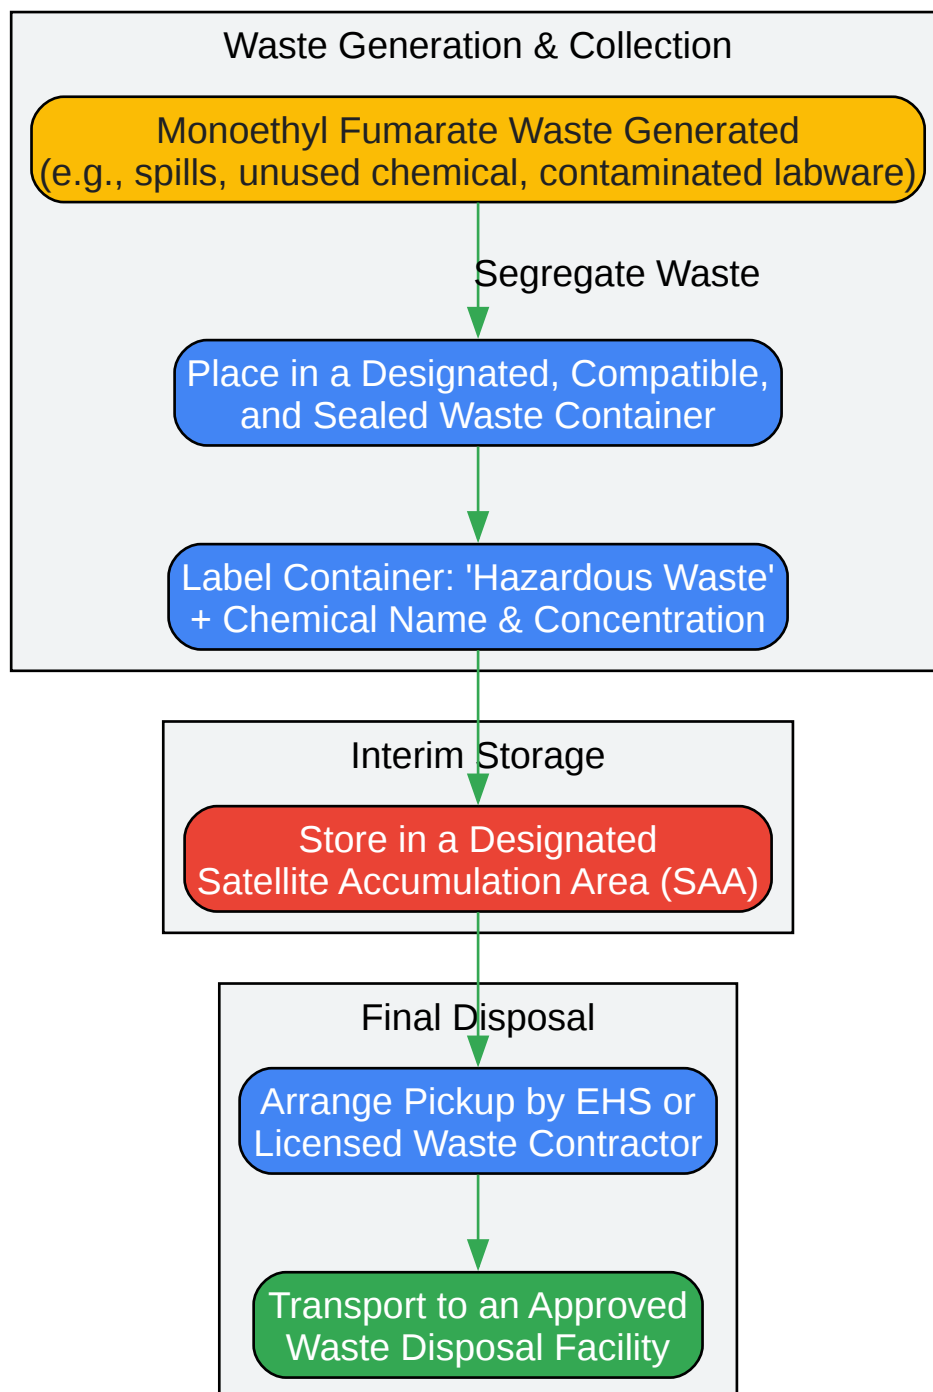 Waste Generation & Collection
Monoethyl Fumarate Waste Generated
(e.g., spills, unused chemical, contaminated labware)
Segregate Waste
Place in a Designated, Compatible,
and Sealed Waste Container
Label Container: 'Hazardous Waste'
+ Chemical Name & Concentration
Interim Storage
Store in a Designated
Satellite Accumulation Area (SAA)
Final Disposal
Arrange Pickup by EHS or
Licensed Waste Contractor
Transport to an Approved
Waste Disposal Facility